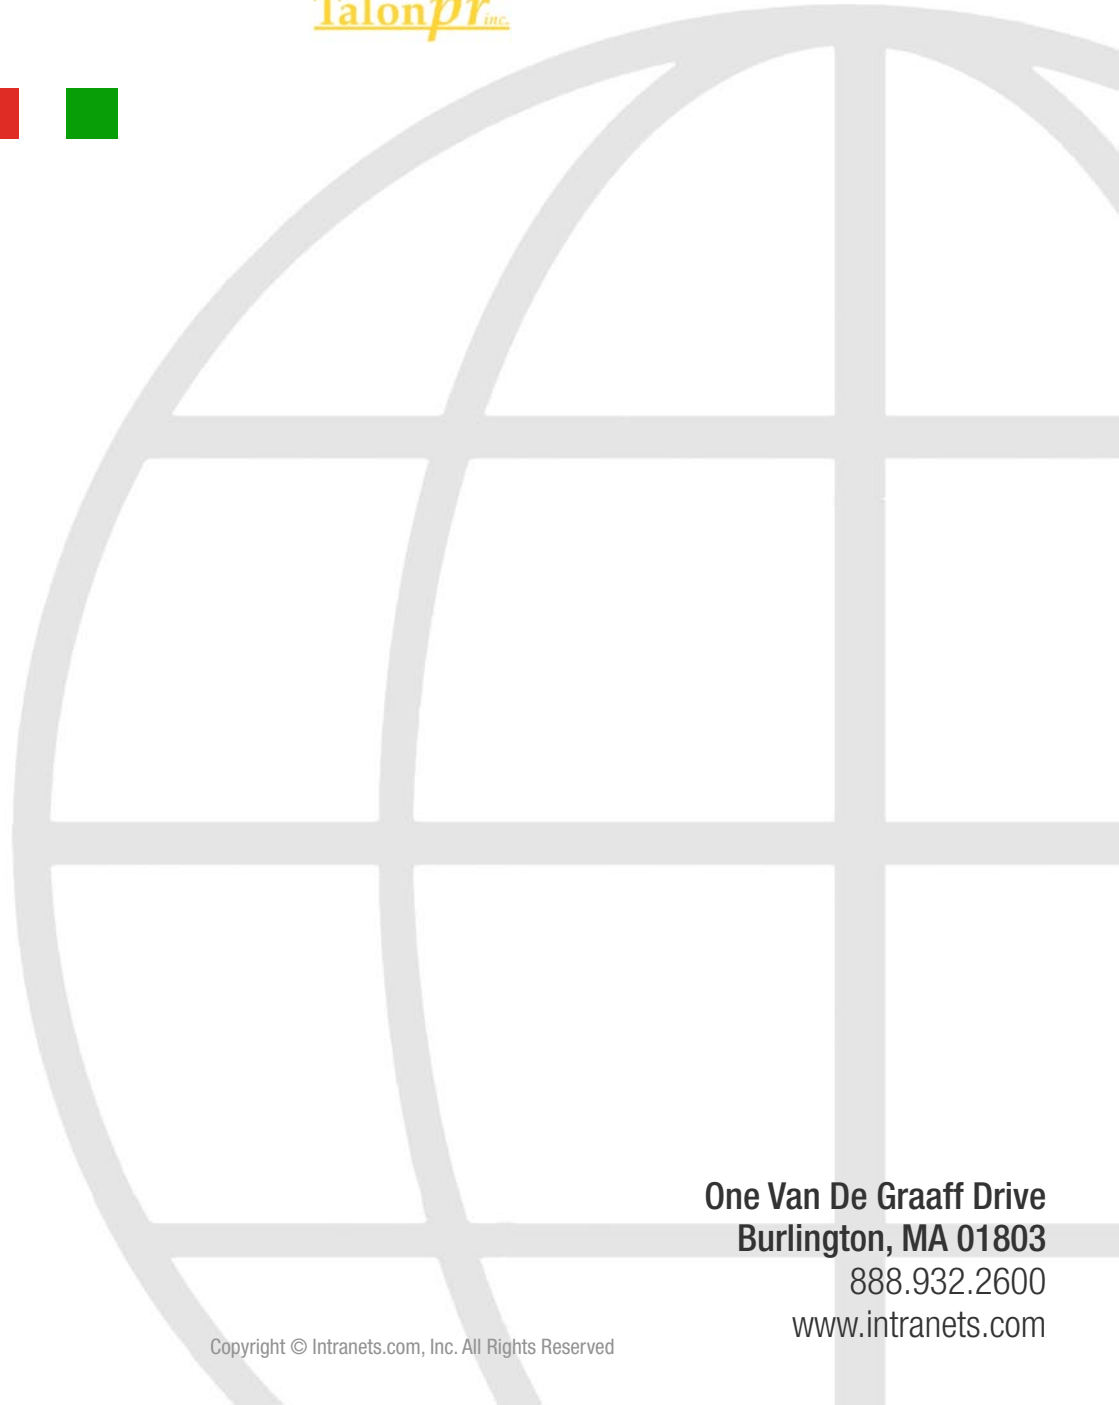 Talonpr inc.
One Van De Graaff Drive
Burlington, MA 01803
888.932.2600
www.intranets.com
Copyright © Intranets.com, Inc. All Rights Reserved